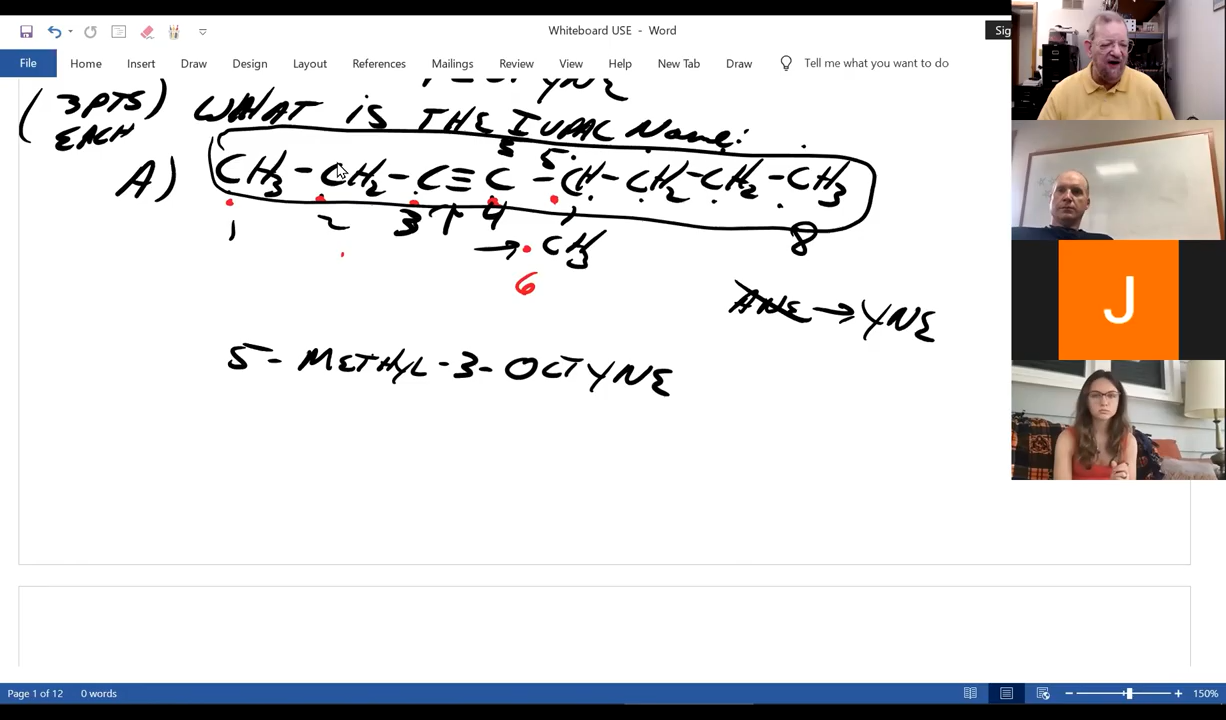 Whiteboard USE - Word
Sig
File Home Insert Draw Design Layout References Mailings Review View Help New Tab Draw Tell me what you want to do
YNE
(3PTS EACH) WHAT IS THE IUPAC NAME:
5 5
A) CH3 - CH2 - C ≡ C - CH - CH2 - CH2 - CH3
1 2 3 4 8
→ CH3
6
ANE → YNE
5 - METHYL - 3 - OCTYNE
J
Page 1 of 12 0 words 150%